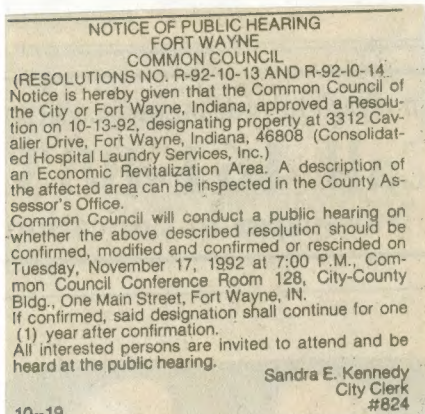 NOTICE OF PUBLIC HEARING
FORT WAYNE
COMMON COUNCIL
(RESOLUTIONS NO. R-92-10-13 AND R-92-I0-14
Notice is hereby given that the Common Council of
the City or Fort Wayne, Indiana, approved a Resolu-
tion on 10-13-92, designating property at 3312 Cav-
alier Drive, Fort Wayne, Indiana, 46808 (Consolidat-
ed Hospital Laundry Services, Inc.)
an Economic Revitalization Area. A description of
the affected area can be inspected in the County As-
sessor's Office.
Common Council will conduct a public hearing on
whether the above described resolution should be
confirmed, modified and confirmed or rescinded on
Tuesday, November 17, 1992 at 7:00 P.M., Com-
mon Council Conference Room 128, City-County
Bldg., One Main Street, Fort Wayne, IN.
If confirmed, said designation shall continue for one
(1) year after confirmation.
All interested persons are invited to attend and be
heard at the public hearing.
Sandra E. Kennedy
City Clerk
10--19 #824